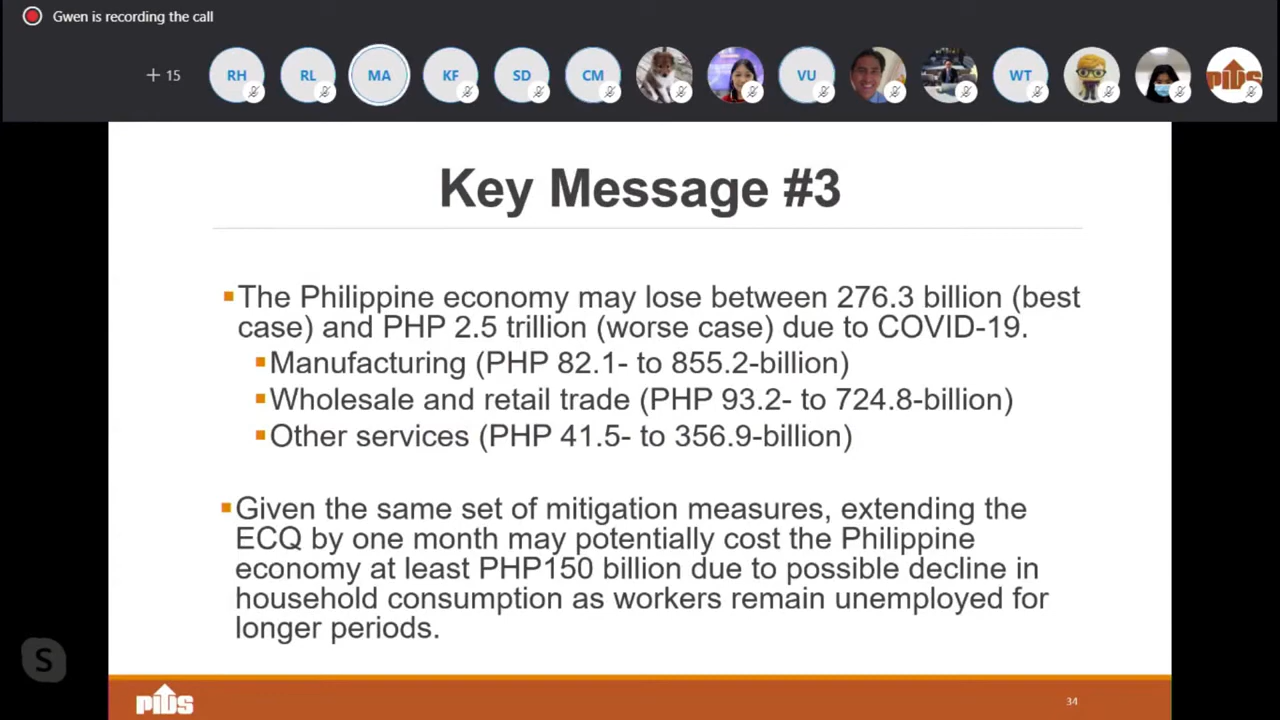 Gwen is recording the call
+ 15
RH
RL
MA
KF
SD
CM
VU
WT
PIDS
Key Message #3
The Philippine economy may lose between 276.3 billion (best
case) and PHP 2.5 trillion (worse case) due to COVID-19.
Manufacturing (PHP 82.1- to 855.2-billion)
Wholesale and retail trade (PHP 93.2- to 724.8-billion)
Other services (PHP 41.5- to 356.9-billion)
Given the same set of mitigation measures, extending the
ECQ by one month may potentially cost the Philippine
economy at least PHP150 billion due to possible decline in
household consumption as workers remain unemployed for
longer periods.
S
PIDS
34